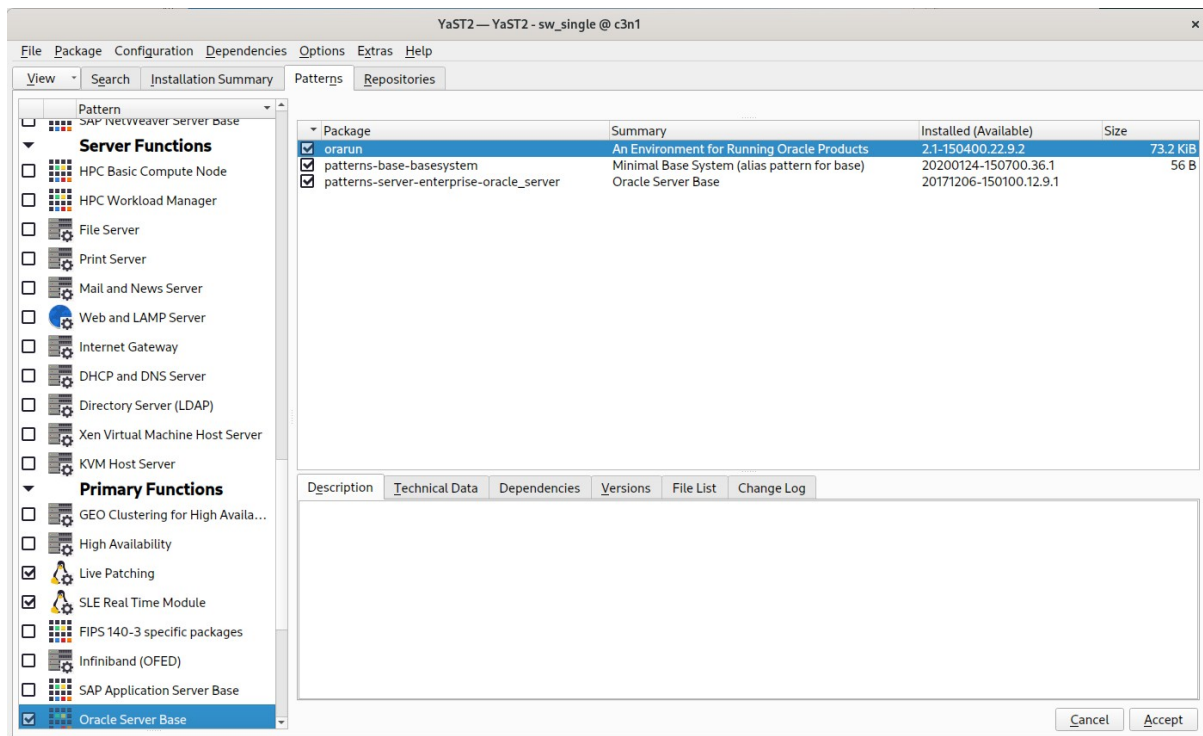 YaST2 — YaST2 - sw_single @ c3n1
File Package Configuration Dependencies Options Extras Help
View Search Installation Summary Patterns Repositories
Pattern
SAP NetWeaver Server Base
Server Functions
HPC Basic Compute Node
HPC Workload Manager
File Server
Print Server
Mail and News Server
Web and LAMP Server
Internet Gateway
DHCP and DNS Server
Directory Server (LDAP)
Xen Virtual Machine Host Server
KVM Host Server
Primary Functions
GEO Clustering for High Availa...
High Availability
Live Patching
SLE Real Time Module
FIPS 140-3 specific packages
Infiniband (OFED)
SAP Application Server Base
Oracle Server Base
Package Summary Installed (Available) Size
orarun An Environment for Running Oracle Products 2.1-150400.22.9.2 73.2 KiB
patterns-base-basesystem Minimal Base System (alias pattern for base) 20200124-150700.36.1 56 B
patterns-server-enterprise-oracle_server Oracle Server Base 20171206-150100.12.9.1
Description Technical Data Dependencies Versions File List Change Log
Cancel Accept